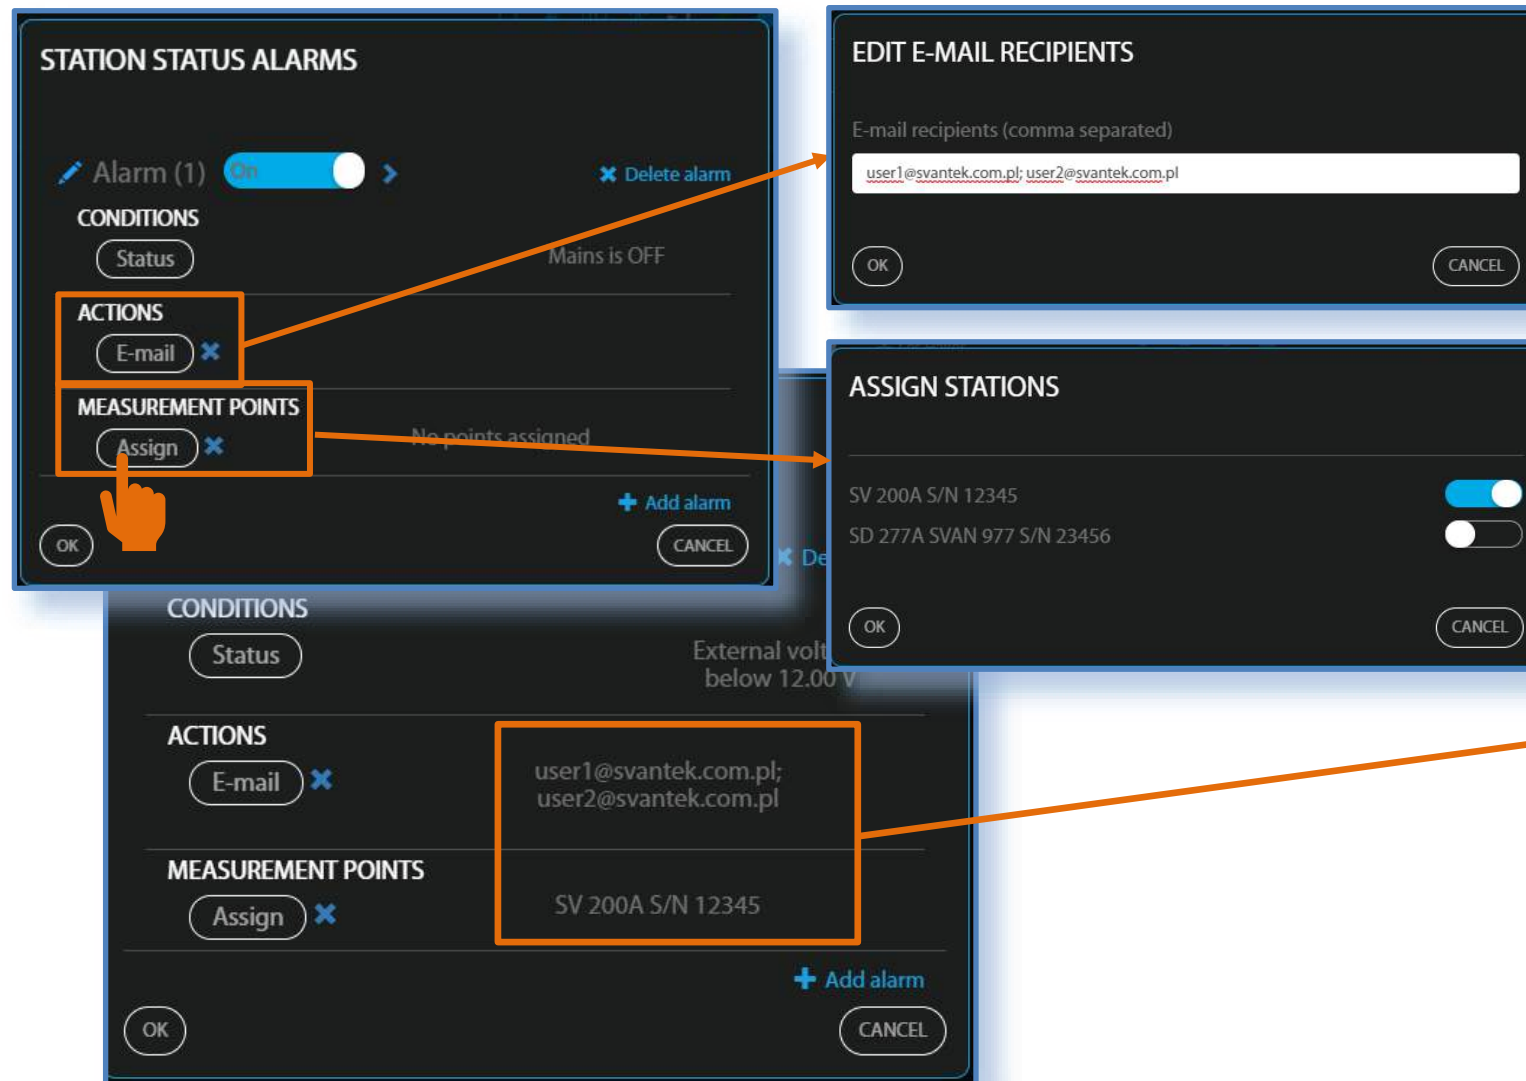 STATION STATUS ALARMS
Alarm (1) On
Delete alarm
CONDITIONS
Status
Mains is OFF
ACTIONS
E-mail
MEASUREMENT POINTS
Assign
No points assigned
Add alarm
OK
CANCEL
EDIT E-MAIL RECIPIENTS
E-mail recipients (comma separated)
user1@svantek.com.pl; user2@svantek.com.pl
OK
CANCEL
ASSIGN STATIONS
SV 200A S/N 12345
SD 277A SVAN 977 S/N 23456
OK
CANCEL
CONDITIONS
Status
External
below 12.00 V
ACTIONS
E-mail
user1@svantek.com.pl;
user2@svantek.com.pl
MEASUREMENT POINTS
Assign
SV 200A S/N 12345
Add alarm
OK
CANCEL